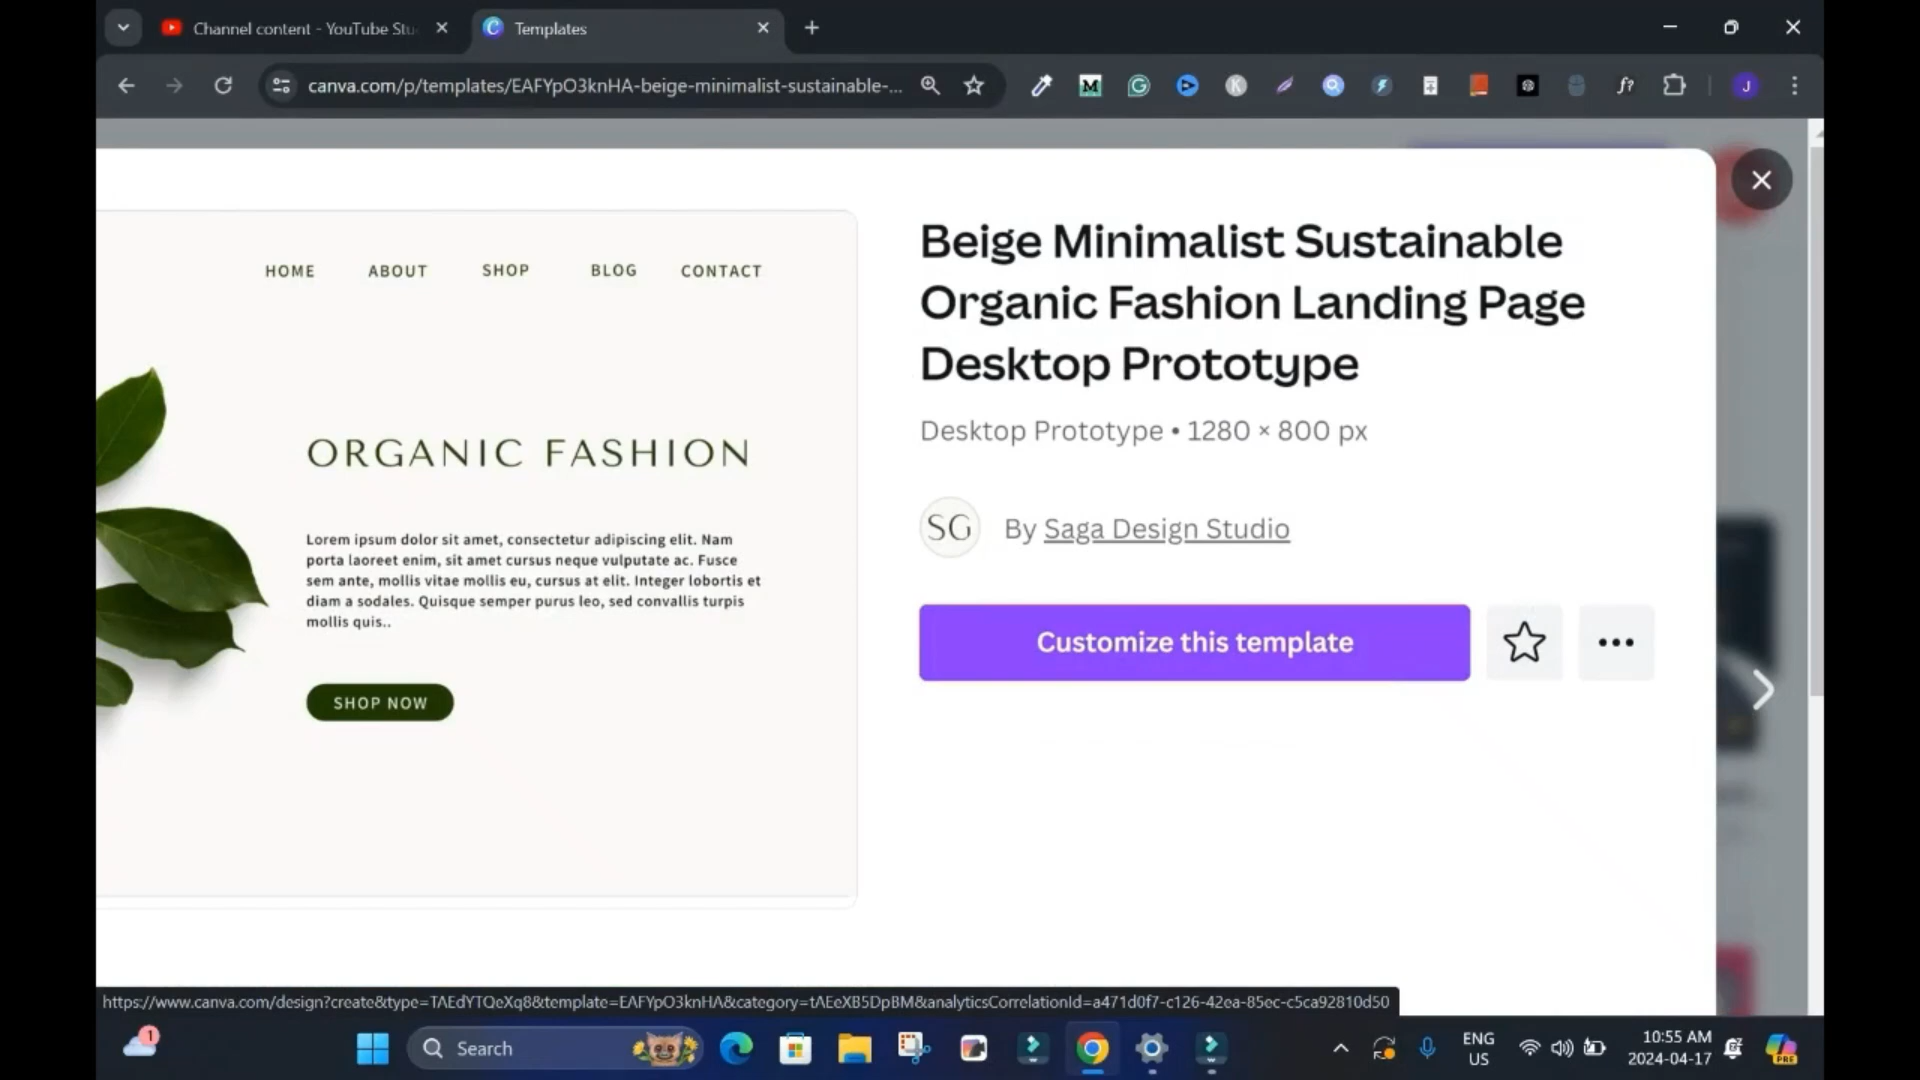 Channel content - YouTube Stu
Templates
canva.com/p/templates/EAFYpO3knHA-beige-minimalist-sustainable-...
M
G
K
f?
J
HOME ABOUT SHOP BLOG CONTACT
ORGANIC FASHION
Lorem ipsum dolor sit amet, consectetur adipiscing elit. Nam
porta laoreet enim, sit amet cursus neque vulputate ac. Fusce
sem ante, mollis vitae mollis eu, cursus at elit. Integer lobortis et
diam a sodales. Quisque semper purus leo, sed convallis turpis
mollis quis..
SHOP NOW
Beige Minimalist Sustainable
Organic Fashion Landing Page
Desktop Prototype
Desktop Prototype • 1280 × 800 px
SG
By Saga Design Studio
Customize this template
https://www.canva.com/design?create&type=TAEdYTQeXq8&template=EAFYpO3knHA&category=tAEeXB5DpBM&analyticsCorrelationId=a471d0f7-c126-42ea-85ec-c5ca92810d50
1
Search
ENG
US
10:55 AM
2024-04-17
PRE